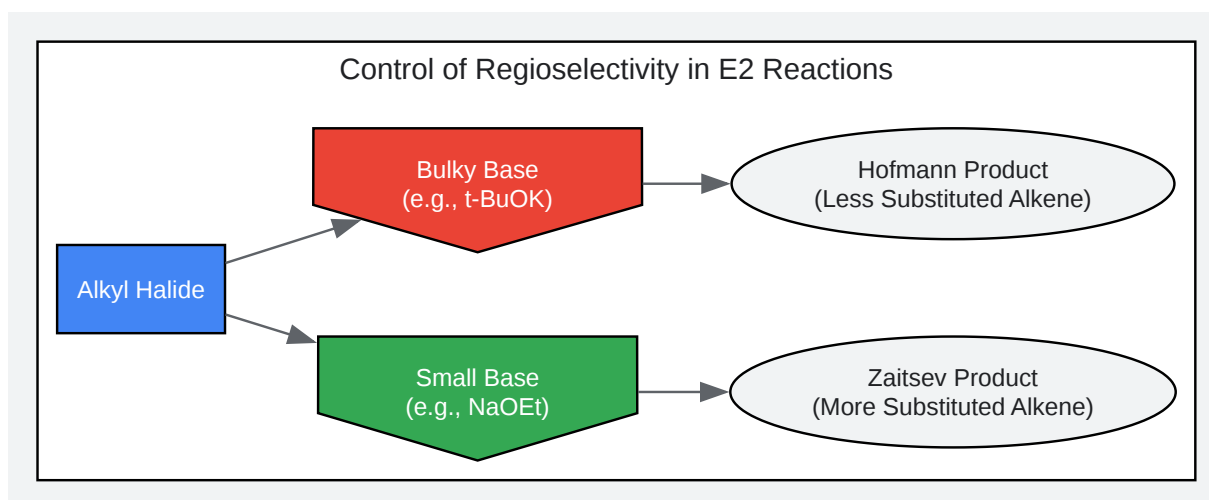 Control of Regioselectivity in E2 Reactions
Bulky Base
(e.g., t-BuOK)
Hofmann Product
(Less Substituted Alkene)
Alkyl Halide
Small Base
(e.g., NaOEt)
Zaitsev Product
(More Substituted Alkene)